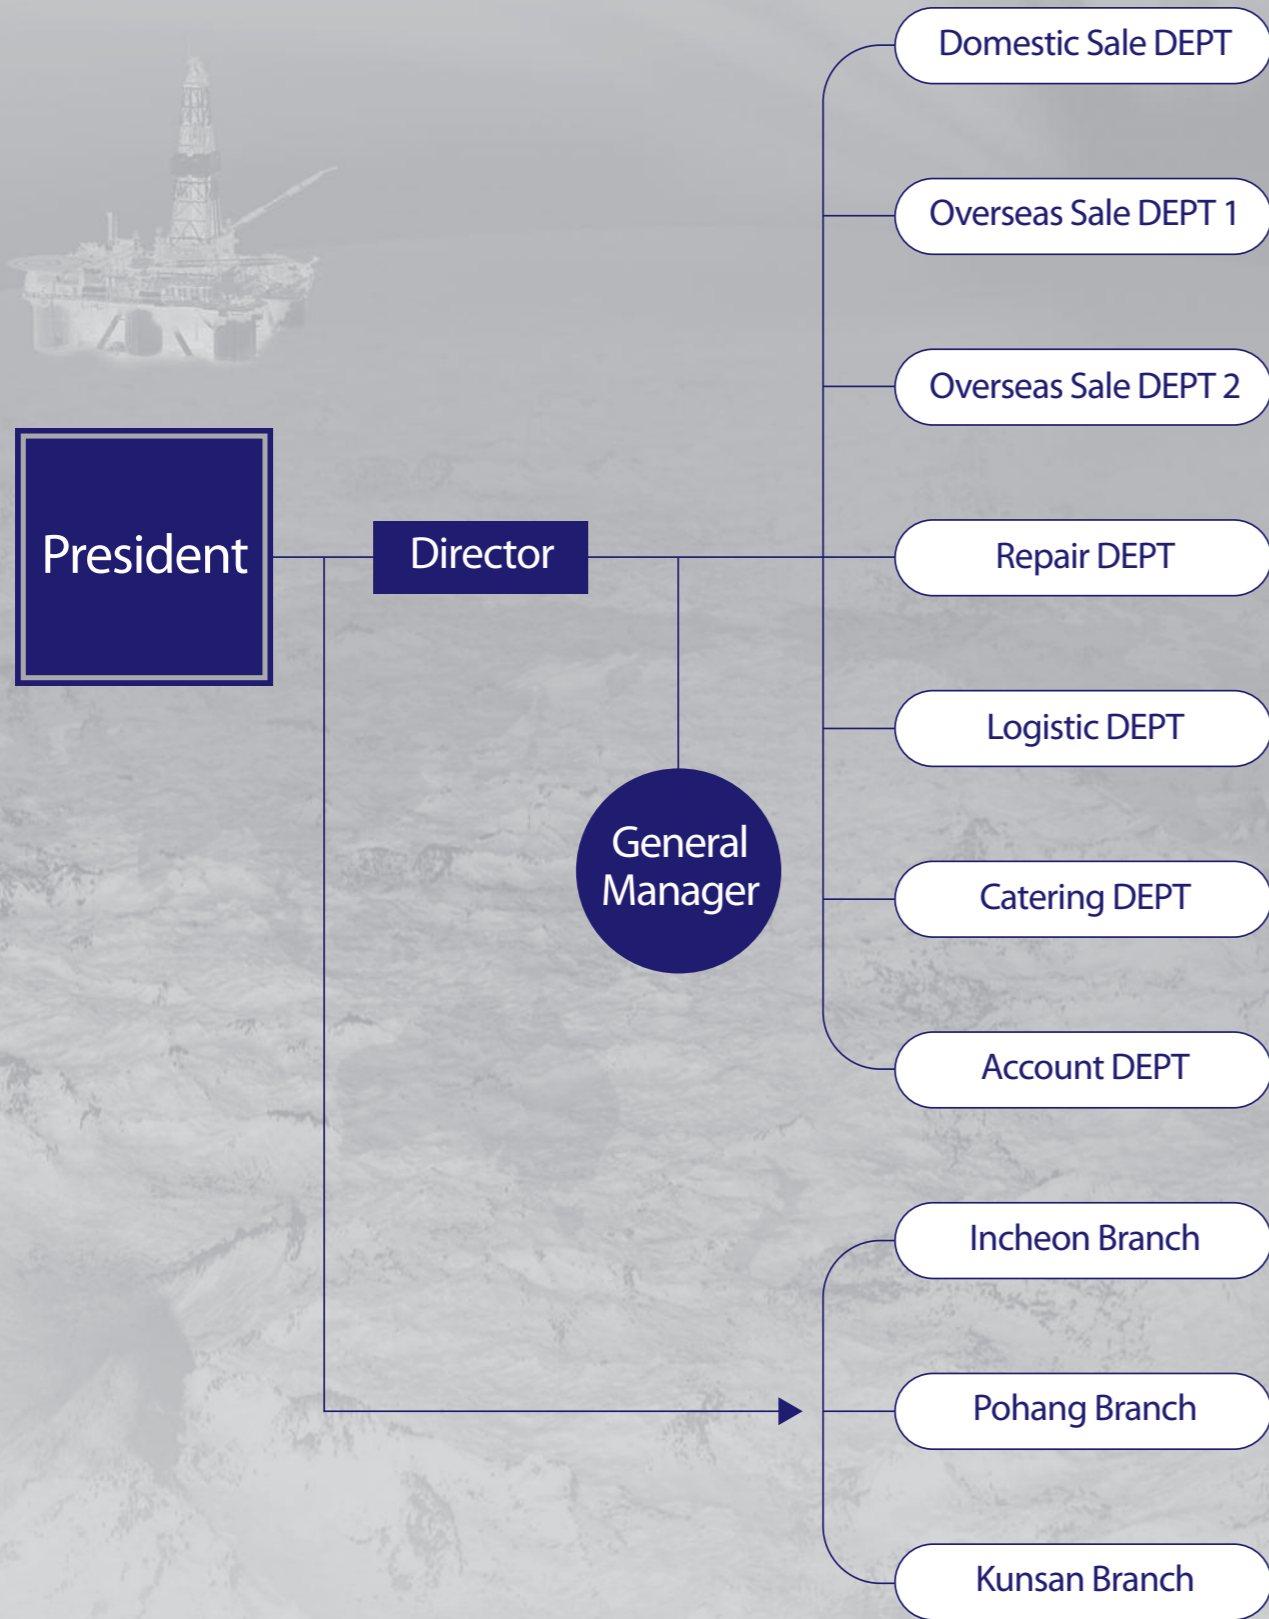 President
Director
General
Manager
Domestic Sale DEPT
Overseas Sale DEPT 1
Overseas Sale DEPT 2
Repair DEPT
Logistic DEPT
Catering DEPT
Account DEPT
Incheon Branch
Pohang Branch
Kunsan Branch